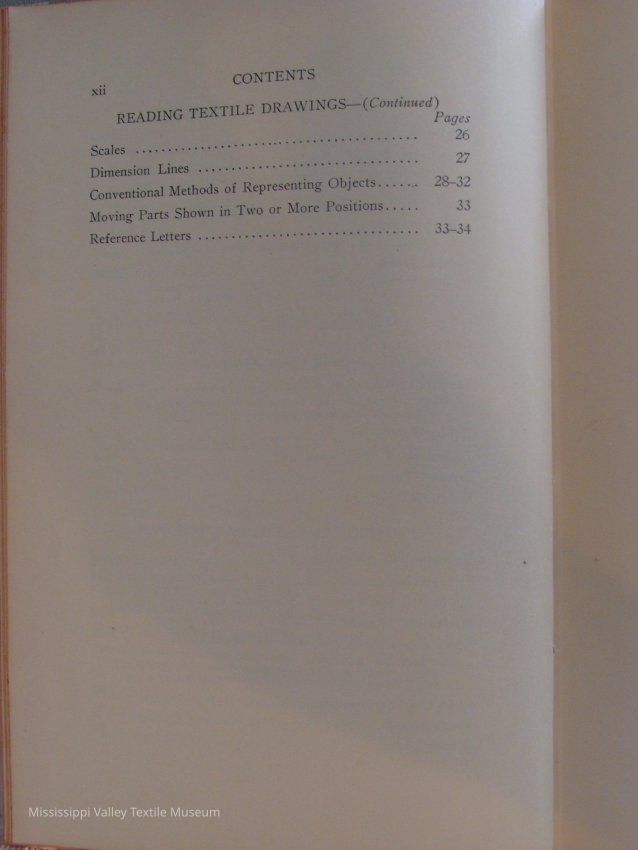 xii CONTENTS
READING TEXTILE DRAWINGS—(Continued)
Pages
Scales ...................................... 26
Dimension Lines ................................ 27
Conventional Methods of Representing Objects...... 28–32
Moving Parts Shown in Two or More Positions..... 33
Reference Letters ................................ 33–34
Mississippi Valley Textile Museum